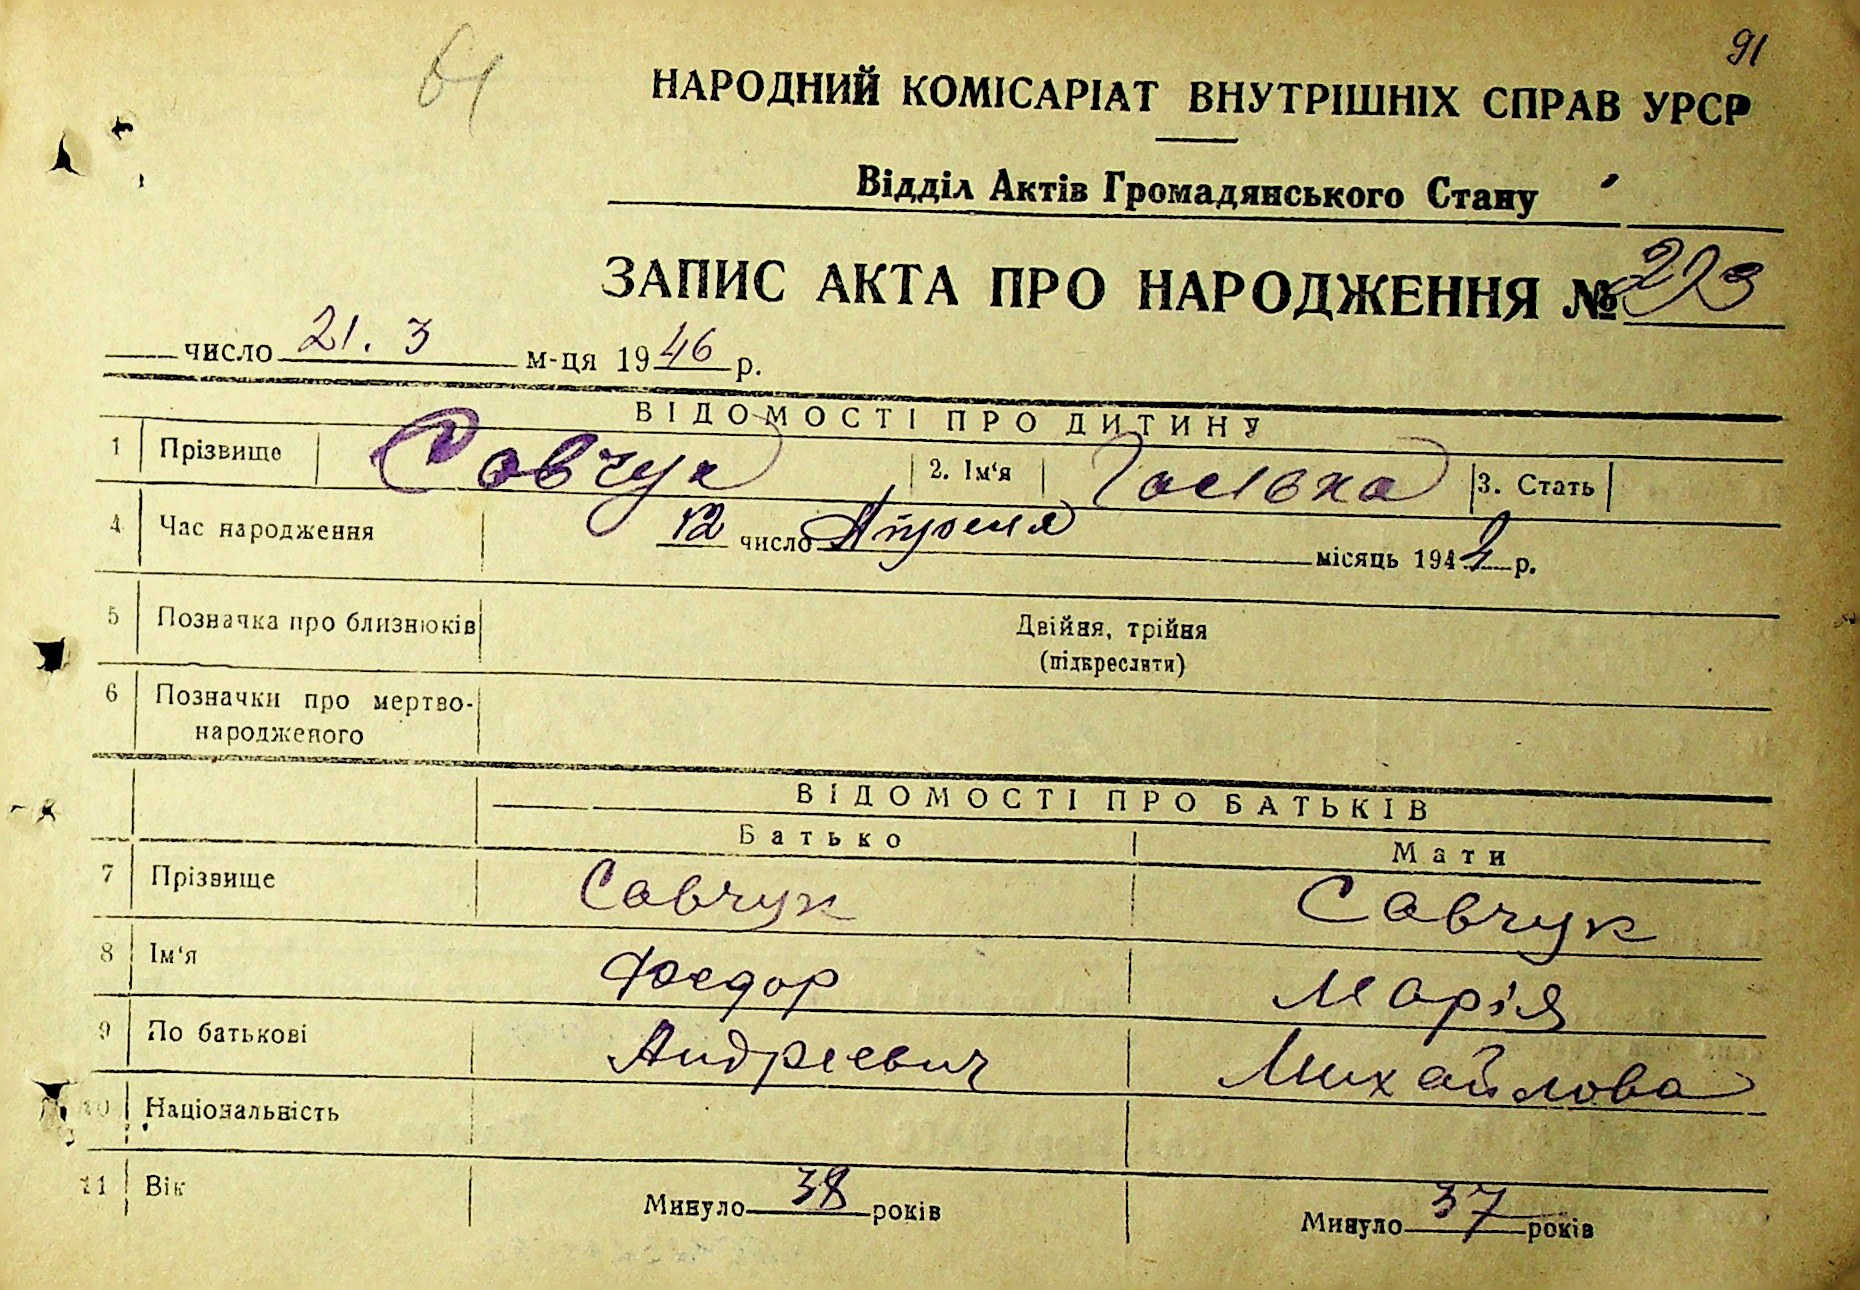 91
НАРОДНИЙ КОМІСАРІАТ ВНУТРІШНІХ СПРАВ УРСР
Відділ Актів Громадянського Стану
ЗАПИС АКТА ПРО НАРОДЖЕННЯ № 223
число 21. 3 м-ця 1946 р.
ВІДОМОСТІ ПРО ДИТИНУ
1 Прізвище Савчук 2. Ім'я 3. Стать
4 Час народження 12 число Апреля місяць 194 р.
5 Позначка про близнюків Двійня, трійня
(підкреслити)
6 Позначки про мертво-
народженого
ВІДОМОСТІ ПРО БАТЬКІВ
Батько Мати
7 Прізвище Савчук Савчук
8 Ім'я Федор Марія
9 По батькові Андреевич Михайлова
10 Національність
11 Вік Минуло 38 років Минуло 37 років